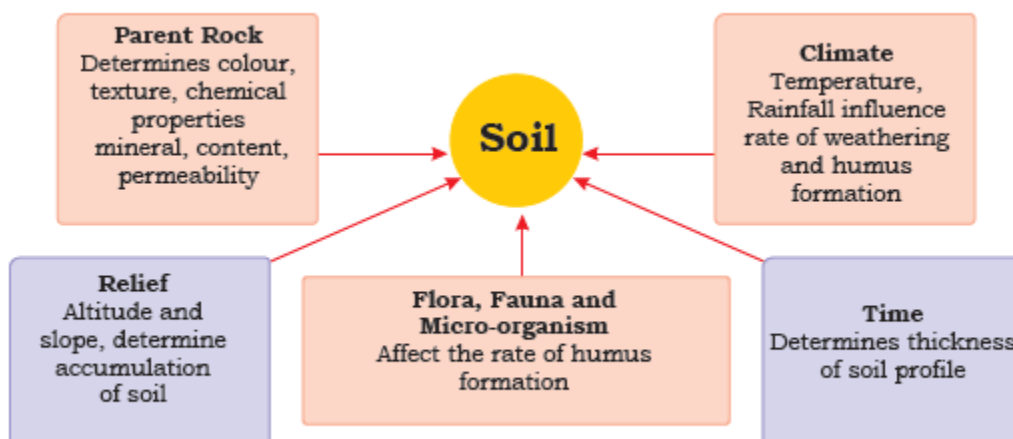 Parent Rock
Determines colour,
texture, chemical
properties
mineral, content,
permeability
Soil
Climate
Temperature,
Rainfall influence
rate of weathering
and humus
formation
Relief
Altitude and
slope, determine
accumulation
of soil
Flora, Fauna and
Micro-organism
Affect the rate of humus
formation
Time
Determines thickness
of soil profile